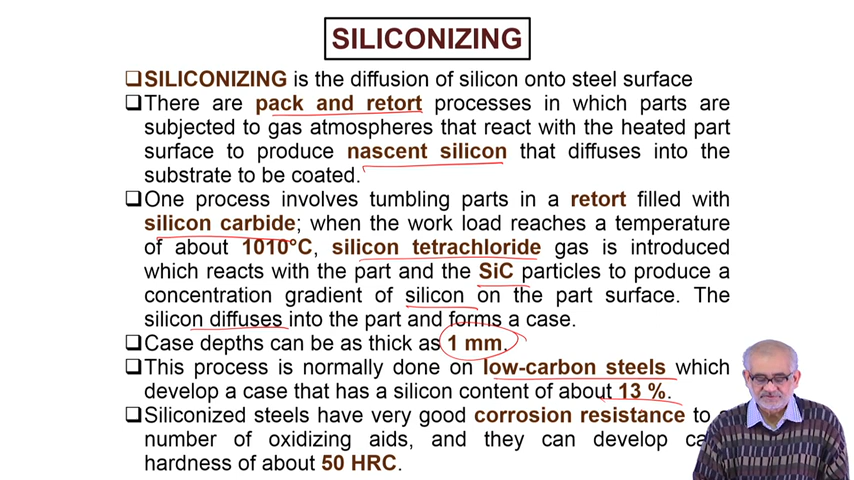 SILICONIZING
❑SILICONIZING is the diffusion of silicon onto steel surface
❑There are pack and retort processes in which parts are
subjected to gas atmospheres that react with the heated part
surface to produce nascent silicon that diffuses into the
substrate to be coated.
❑One process involves tumbling parts in a retort filled with
silicon carbide; when the work load reaches a temperature
of about 1010°C, silicon tetrachloride gas is introduced
which reacts with the part and the SiC particles to produce a
concentration gradient of silicon on the part surface. The
silicon diffuses into the part and forms a case.
❑Case depths can be as thick as 1 mm.
❑This process is normally done on low-carbon steels which
develop a case that has a silicon content of about 13 %.
❑Siliconized steels have very good corrosion resistance to
number of oxidizing aids, and they can develop
hardness of about 50 HRC.